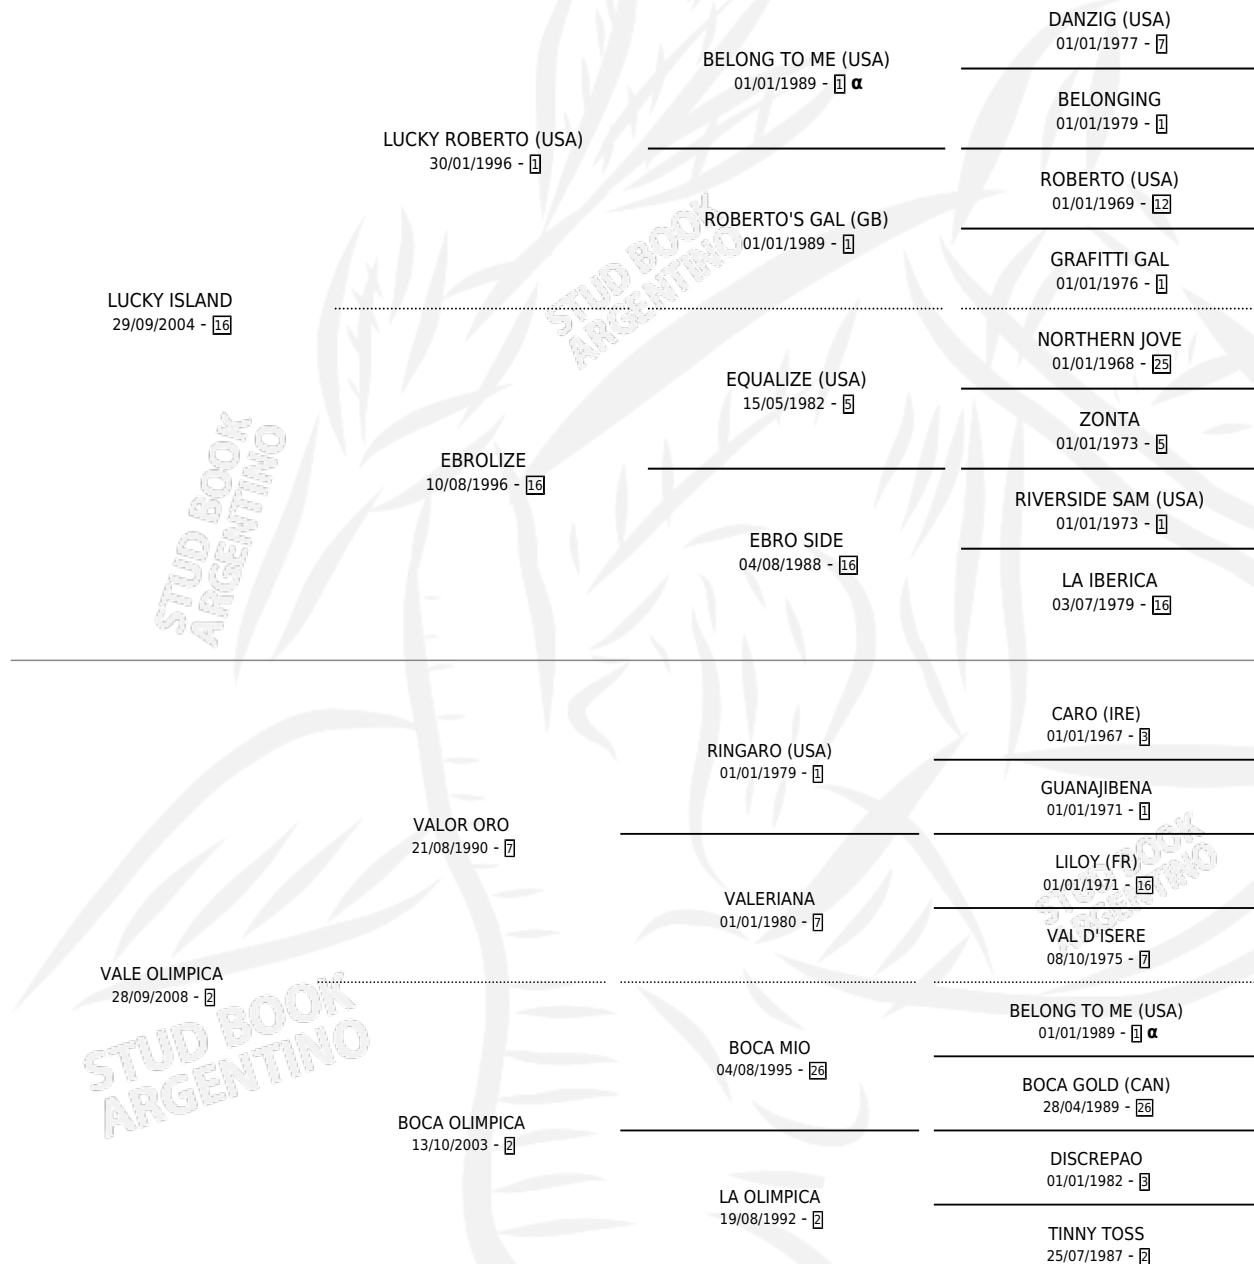 DANZIG (USA)
01/01/1977 - 7
BELONG TO ME (USA)
01/01/1989 - 1 α
BELONGING
01/01/1979 - 1
LUCKY ROBERTO (USA)
30/01/1996 - 1
ROBERTO (USA)
01/01/1969 - 12
ROBERTO'S GAL (GB)
01/01/1989 - 1
GRAFITTI GAL
01/01/1976 - 1
LUCKY ISLAND
29/09/2004 - 16
NORTHERN JOVE
01/01/1968 - 25
EQUALIZE (USA)
15/05/1982 - 5
ZONTA
01/01/1973 - 5
EBROLIZE
10/08/1996 - 16
RIVERSIDE SAM (USA)
01/01/1973 - 1
EBRO SIDE
04/08/1988 - 16
LA IBERICA
03/07/1979 - 16
CARO (IRE)
01/01/1967 - 3
RINGARO (USA)
01/01/1979 - 1
GUANAJIBENA
01/01/1971 - 1
VALOR ORO
21/08/1990 - 7
LILOY (FR)
01/01/1971 - 16
VALERIANA
01/01/1980 - 7
VAL D'ISERE
08/10/1975 - 7
VALE OLIMPICA
28/09/2008 - 2
BELONG TO ME (USA)
01/01/1989 - 1 α
BOCA MIO
04/08/1995 - 26
BOCA GOLD (CAN)
28/04/1989 - 26
BOCA OLIMPICA
13/10/2003 - 2
DISCREPAO
01/01/1982 - 3
LA OLIMPICA
19/08/1992 - 2
TINNY TOSS
25/07/1987 - 2
STUD BOOK
ARGENTINO
STUD BOOK
ARGENTINO
STUD BOOK
ARGENTINO
STUD BOOK
ARGENTINO